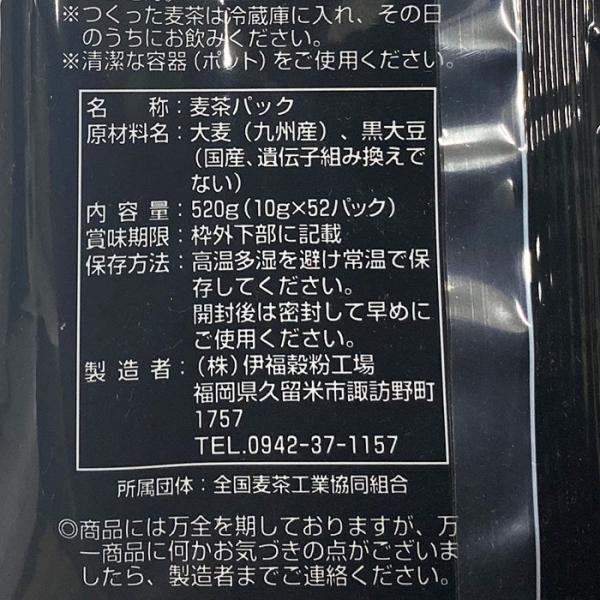 ※つくった麦茶は冷蔵庫に入れ、その日
のうちにお飲みください。
※清潔な容器(ポット)をご使用ください。
名称:麦茶パック
原材料名:大麦(九州産)、黒大豆
(国産、遺伝子組み換えで
ない)
内容量:520g(10g×52パック)
賞味期限:枠外下部に記載
保存方法:高温多湿を避け常温で保
存してください。
開封後は密封して早めに
ご使用ください。
製造者:(株)伊福穀粉工場
福岡県久留米市諏訪野町
1757
TEL.0942-37-1157
所属団体:全国麦茶工業協同組合
◎商品には万全を期しておりますが、万
一商品に何かお気づきの点がございま
したら、製造者までご連絡ください。